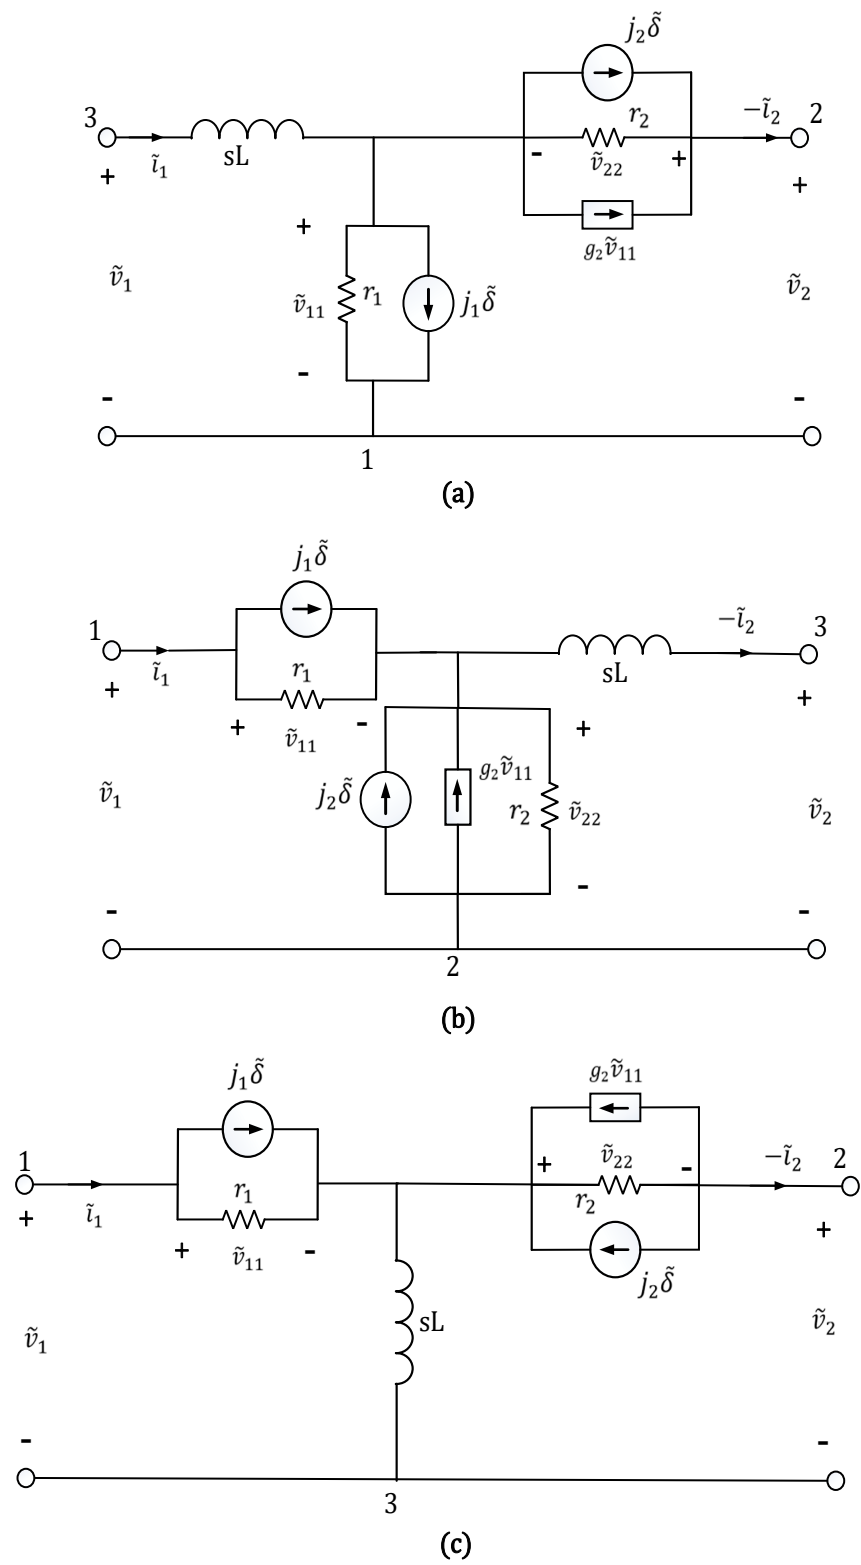 j₂δ̃
3
ĩ₁
sL
r₂
−ĩ₂
2
+
-
ṽ₂₂
+
+
g₂ṽ₁₁
+
ṽ₁
ṽ₁₁
r₁
j₁δ̃
ṽ₂
-
-
-
1
(a)
j₁δ̃
1
ĩ₁
r₁
sL
−ĩ₂
3
+
+
-
ṽ₁₁
+
+
ṽ₁
j₂δ̃
g₂ṽ₁₁
r₂
ṽ₂₂
ṽ₂
-
-
-
2
(b)
j₁δ̃
g₂ṽ₁₁
1
ĩ₁
r₁
+
ṽ₂₂
-
r₂
−ĩ₂
2
+
+
ṽ₁₁
-
+
j₂δ̃
ṽ₁
sL
ṽ₂
-
-
3
(c)